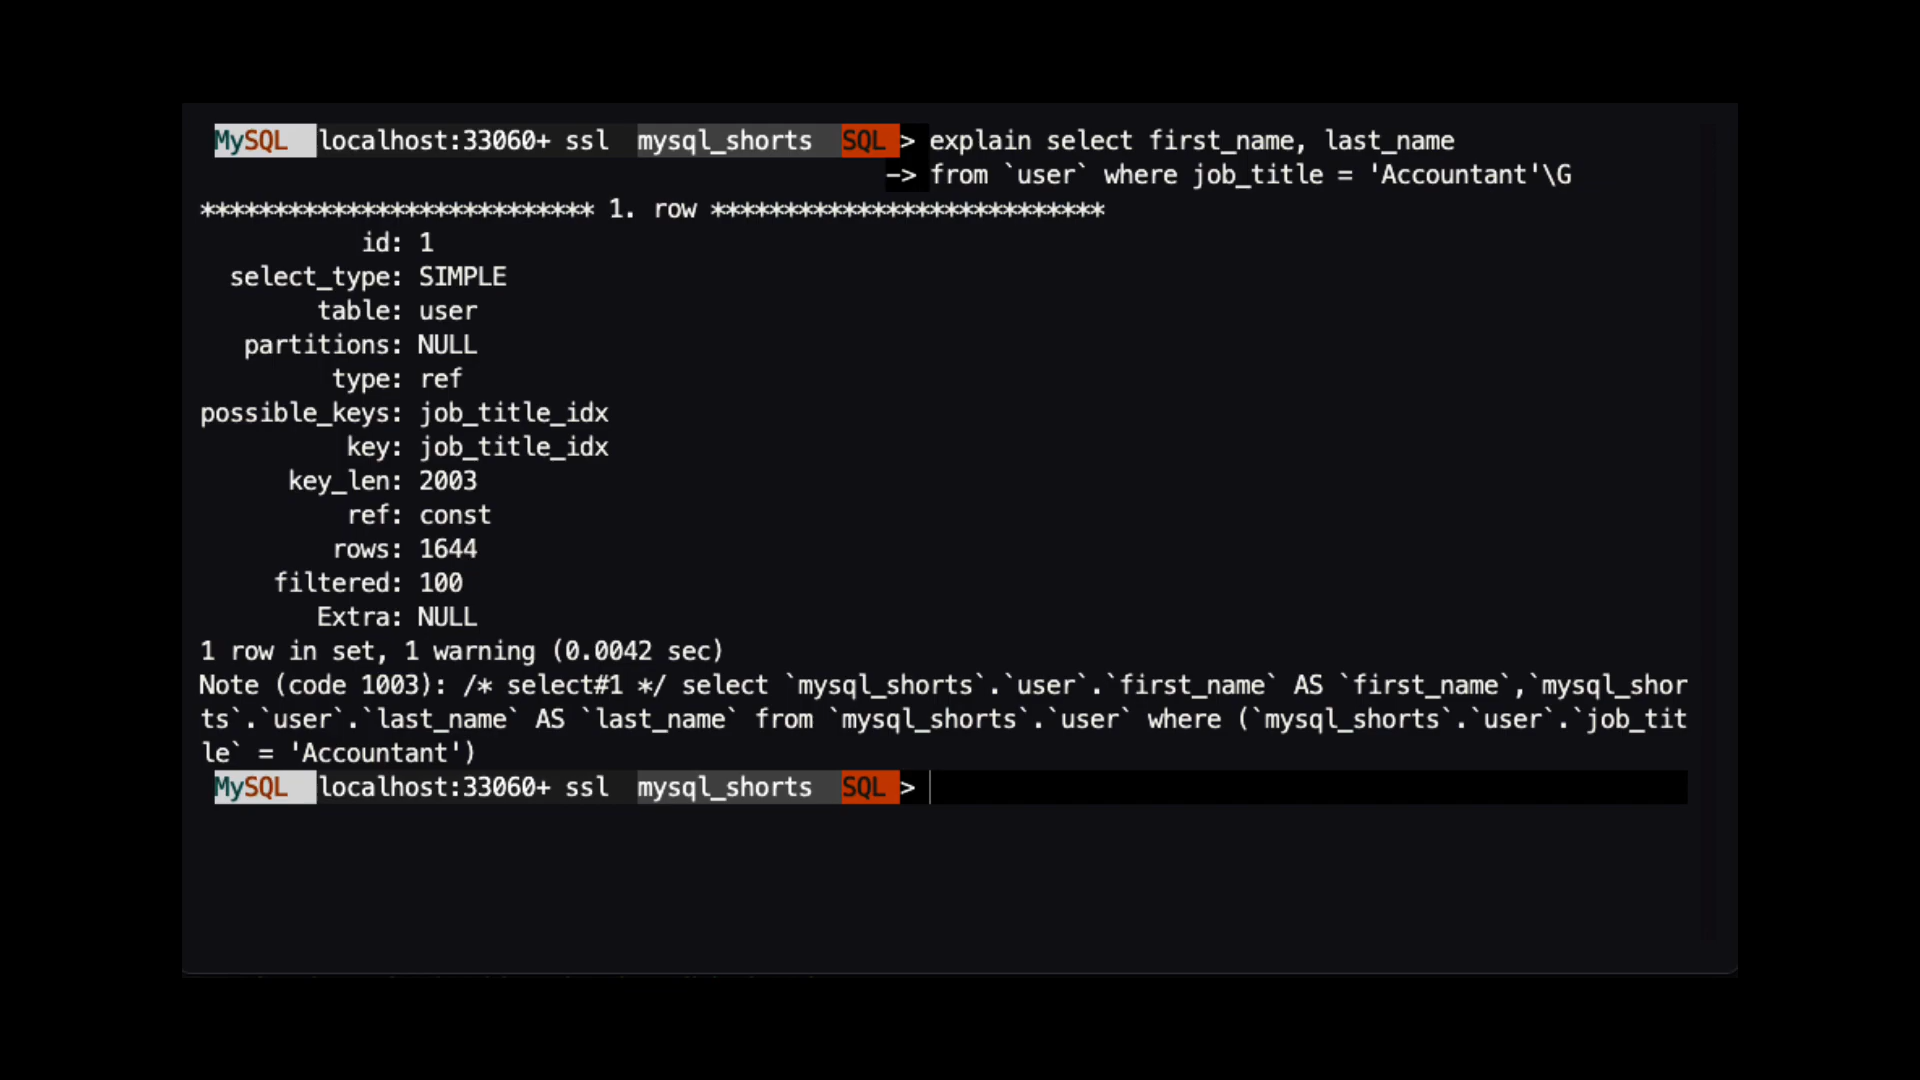 MySQL localhost:33060+ ssl mysql_shorts SQL > explain select first_name, last_name
-> from `user` where job_title = 'Accountant'\G
*************************** 1. row ***************************
id: 1
select_type: SIMPLE
table: user
partitions: NULL
type: ref
possible_keys: job_title_idx
key: job_title_idx
key_len: 2003
ref: const
rows: 1644
filtered: 100
Extra: NULL
1 row in set, 1 warning (0.0042 sec)
Note (code 1003): /* select#1 */ select `mysql_shorts`.`user`.`first_name` AS `first_name`,`mysql_shor
ts`.`user`.`last_name` AS `last_name` from `mysql_shorts`.`user` where (`mysql_shorts`.`user`.`job_tit
le` = 'Accountant')
MySQL localhost:33060+ ssl mysql_shorts SQL >